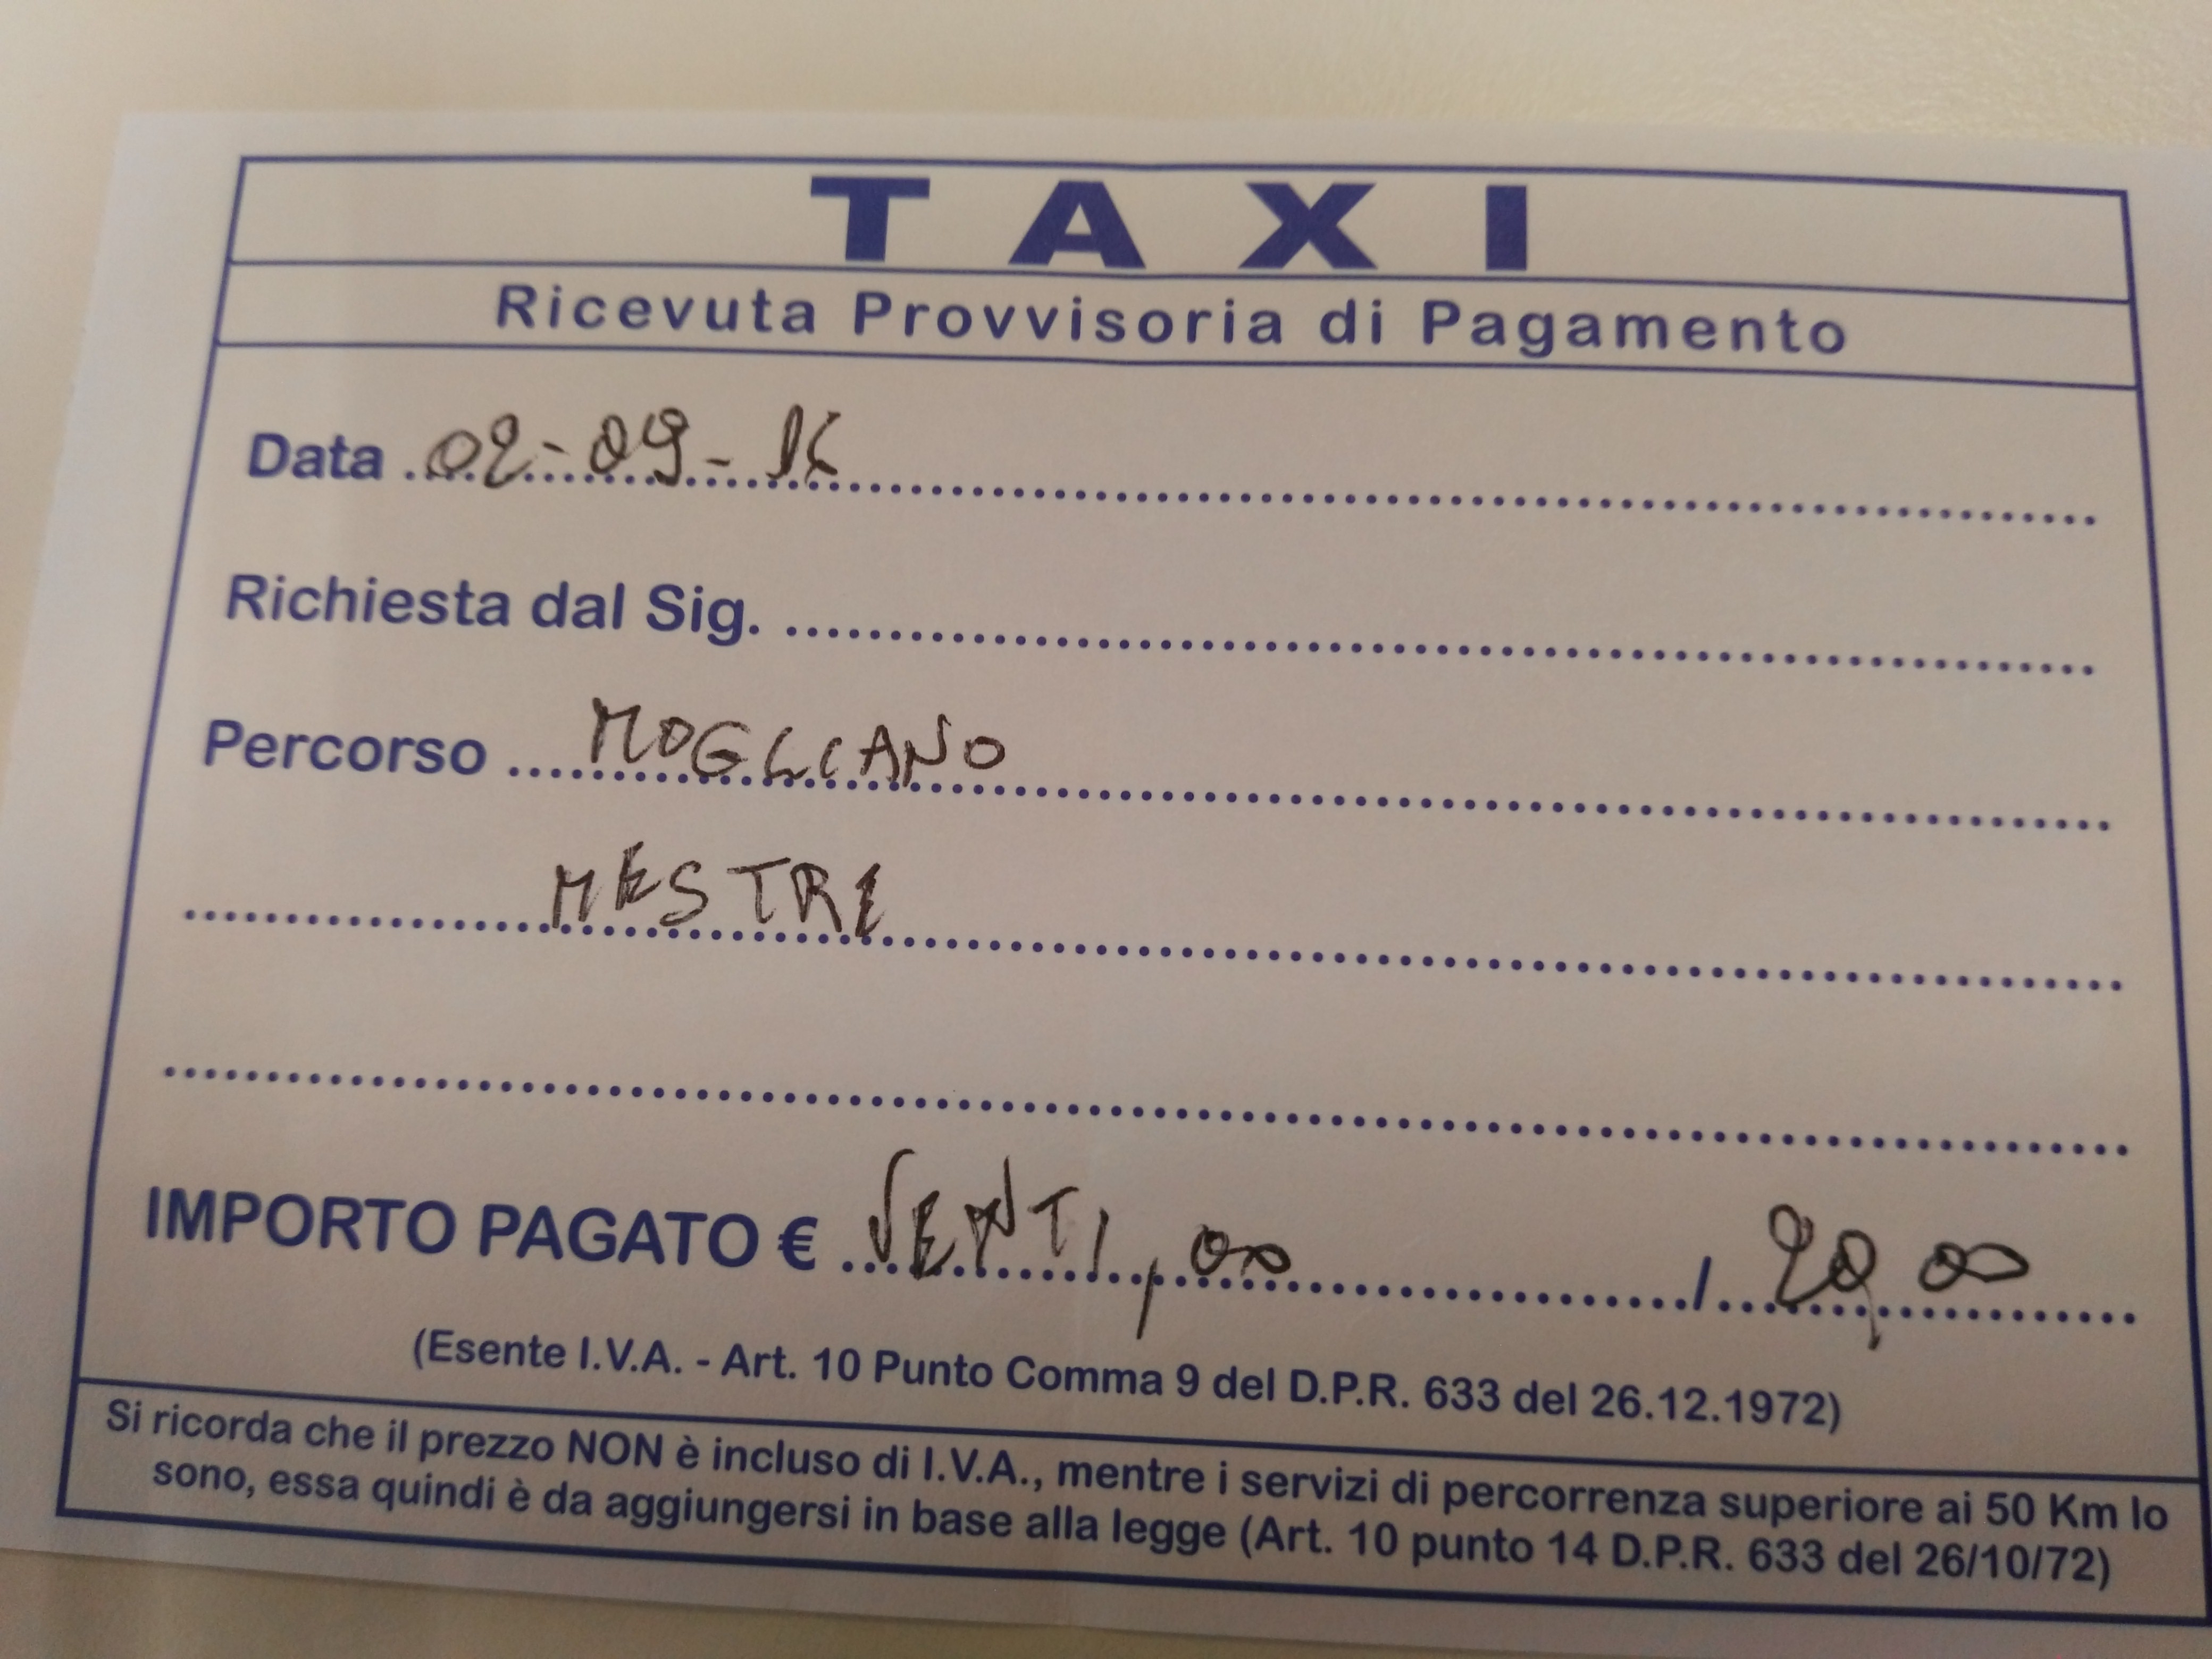 TAXI
Ricevuta Provvisoria di Pagamento
Data 02-09-16
Richiesta dal Sig.
Percorso MOGLIANO
MESTRE
IMPORTO PAGATO € VENTI,00 / 20,00
(Esente I.V.A. - Art. 10 Punto Comma 9 del D.P.R. 633 del 26.12.1972)
Si ricorda che il prezzo NON è incluso di I.V.A., mentre i servizi di percorrenza superiore ai 50 Km lo
sono, essa quindi è da aggiungersi in base alla legge (Art. 10 punto 14 D.P.R. 633 del 26/10/72)